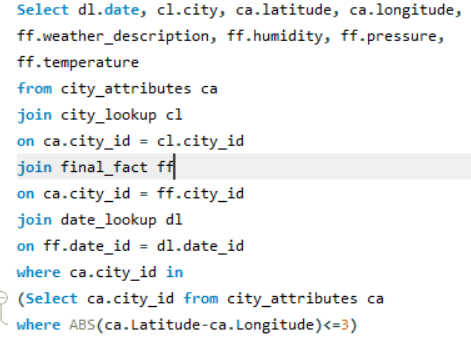 Select dl.date, cl.city, ca.latitude, ca.longitude,
ff.weather_description, ff.humidity, ff.pressure,
ff.temperature
from city_attributes ca
join city_lookup cl
on ca.city_id = cl.city_id
join final_fact ff
on ca.city_id = ff.city_id
join date_lookup dl
on ff.date_id = dl.date_id
where ca.city_id in
(Select ca.city_id from city_attributes ca
where ABS(ca.Latitude-ca.Longitude)<=3)